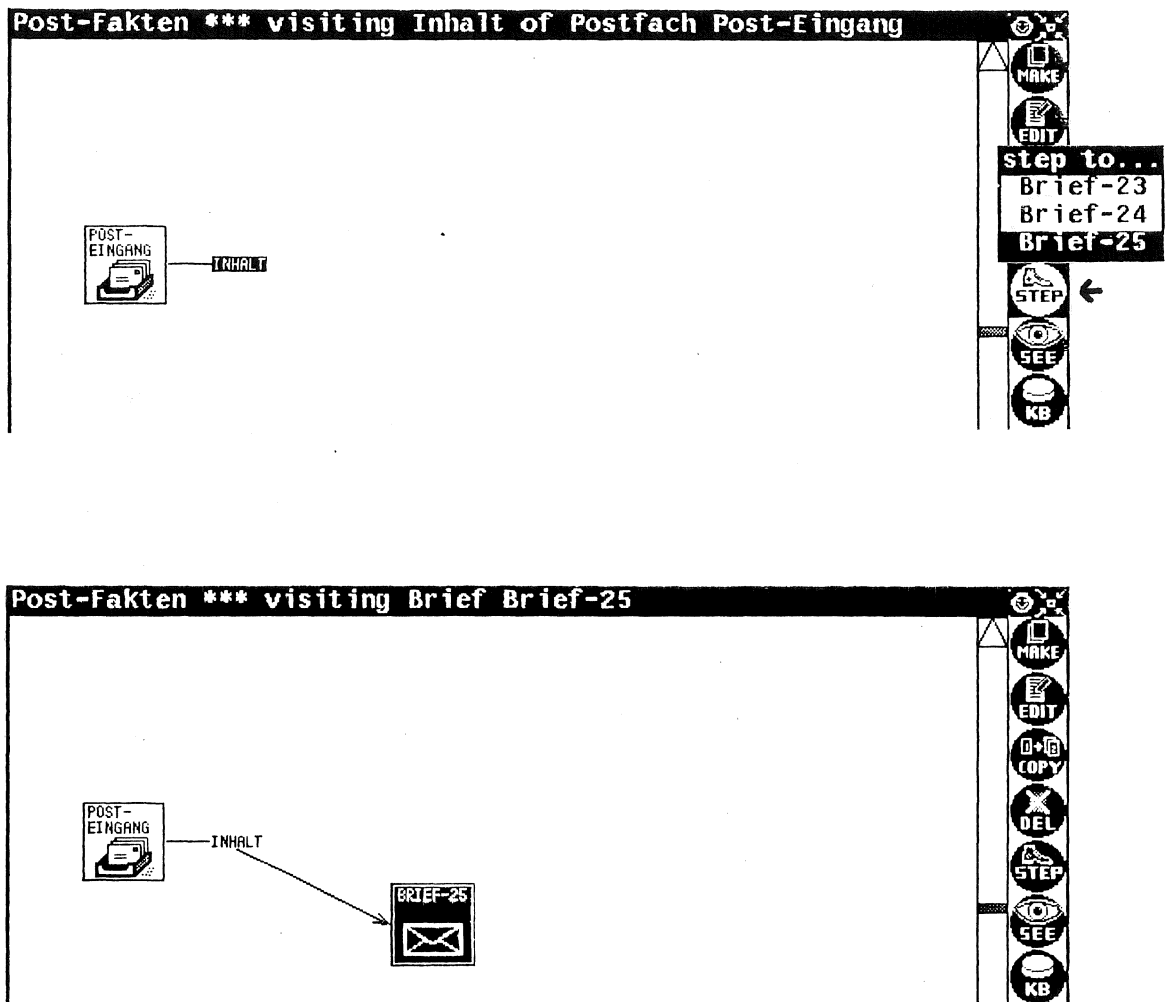 Post-Fakten *** visiting Inhalt of Postfach Post-Eingang
MAKE
EDIT
step to...
Brief-23
Brief-24
Brief-25
POST-
EINGANG
INHALT
STEP
SEE
KB
Post-Fakten *** visiting Brief Brief-25
MAKE
EDIT
COPY
DEL
POST-
EINGANG
INHALT
STEP
BRIEF-25
SEE
KB